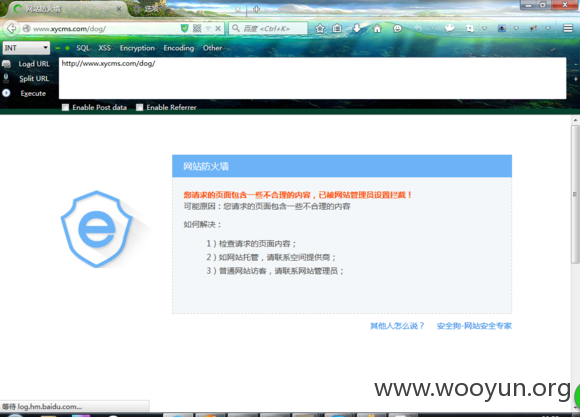 网站防火墙
选项
www.xycms.com/dog/
百度 <Ctrl+K>
INT
SQL XSS Encryption Encoding Other
Load URL
http://www.xycms.com/dog/
Split URL
Execute
Enable Post data Enable Referrer
网站防火墙
您请求的页面包含一些不合理的内容，已被网站管理员设置拦截！
可能原因：您请求的页面包含一些不合理的内容
如何解决：
1）检查请求的页面内容；
2）如网站托管，请联系空间提供商；
3）普通网站访客，请联系网站管理员；
其他人怎么说？ 安全狗-网站安全专家
等待 log.hm.baidu.com...
www.wooyun.org